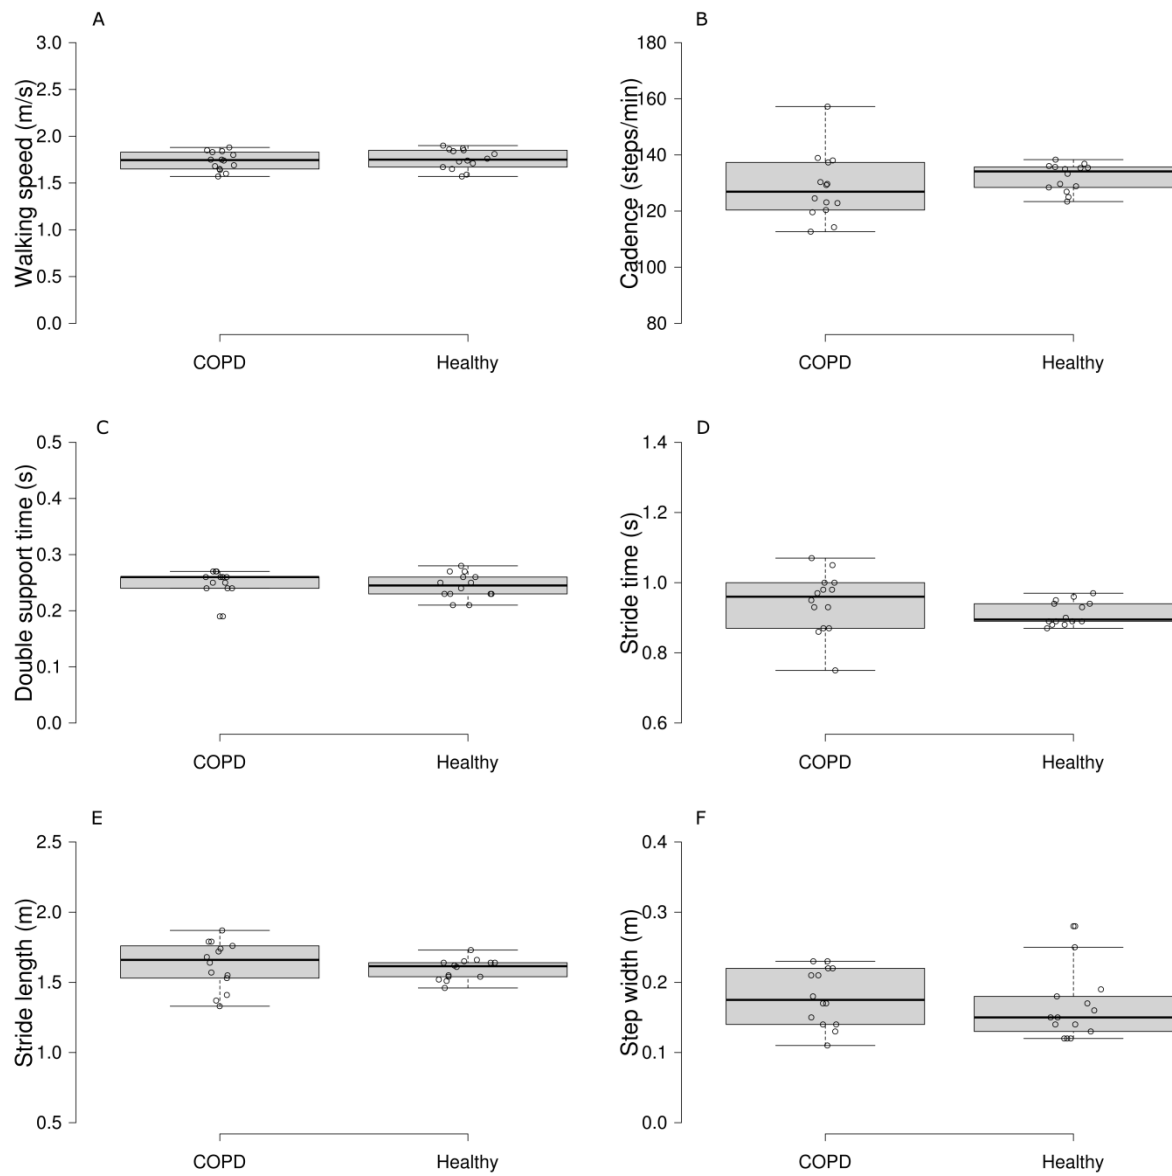 A
Walking speed (m/s)
3.0
2.5
2.0
1.5
1.0
0.5
0.0
COPD
Healthy
B
Cadence (steps/min)
180
160
140
120
100
80
COPD
Healthy
C
Double support time (s)
0.5
0.4
0.3
0.2
0.1
0.0
COPD
Healthy
D
Stride time (s)
1.4
1.2
1.0
0.8
0.6
COPD
Healthy
E
Stride length (m)
2.5
2.0
1.5
1.0
0.5
COPD
Healthy
F
Step width (m)
0.4
0.3
0.2
0.1
0.0
COPD
Healthy